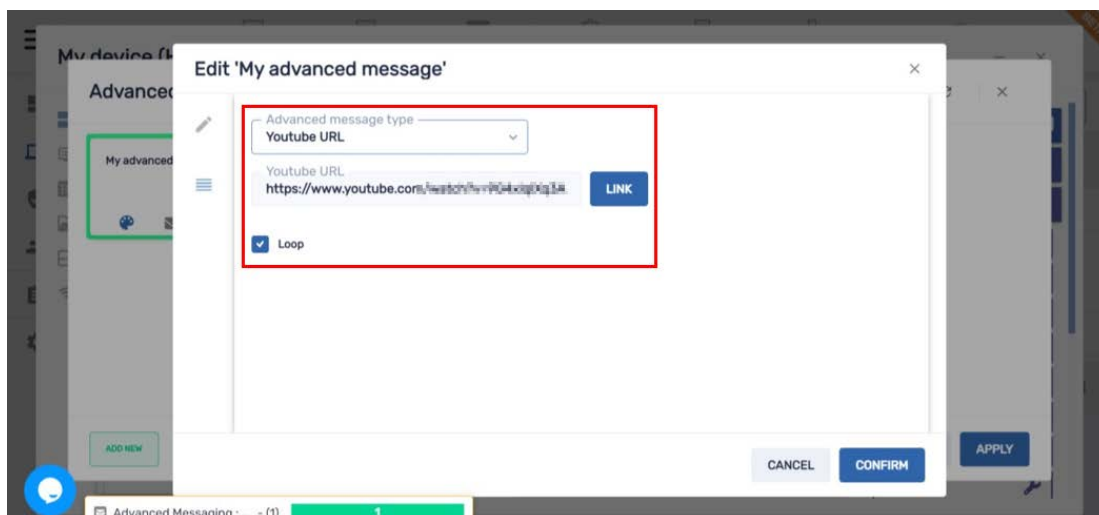 My device (H
Advanced
My advanced
Edit 'My advanced message'
Advanced message type
Youtube URL
Youtube URL
https://www.youtube.com/
LINK
Loop
CANCEL
CONFIRM
ADD NEW
APPLY
Advanced Messaging : ... - (1)
1